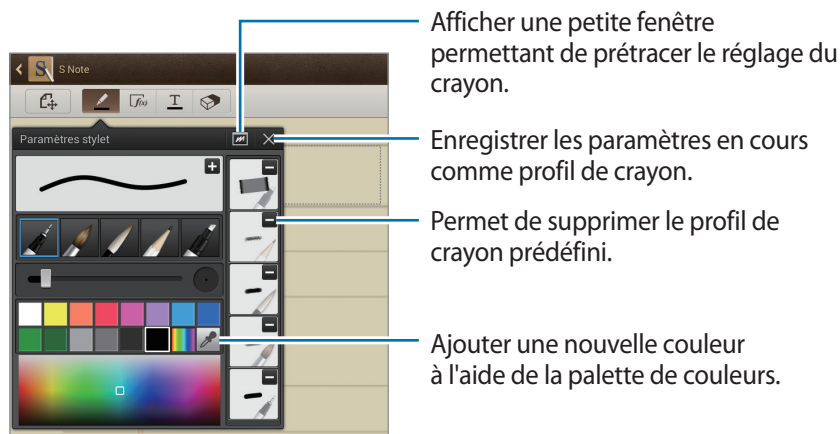 Afficher une petite fenêtre
permettant de prétracer le réglage du
crayon.
S Note
f(x) T
Paramètres stylet
Enregistrer les paramètres en cours
comme profil de crayon.
Permet de supprimer le profil de
crayon prédéfini.
Ajouter une nouvelle couleur
à l'aide de la palette de couleurs.